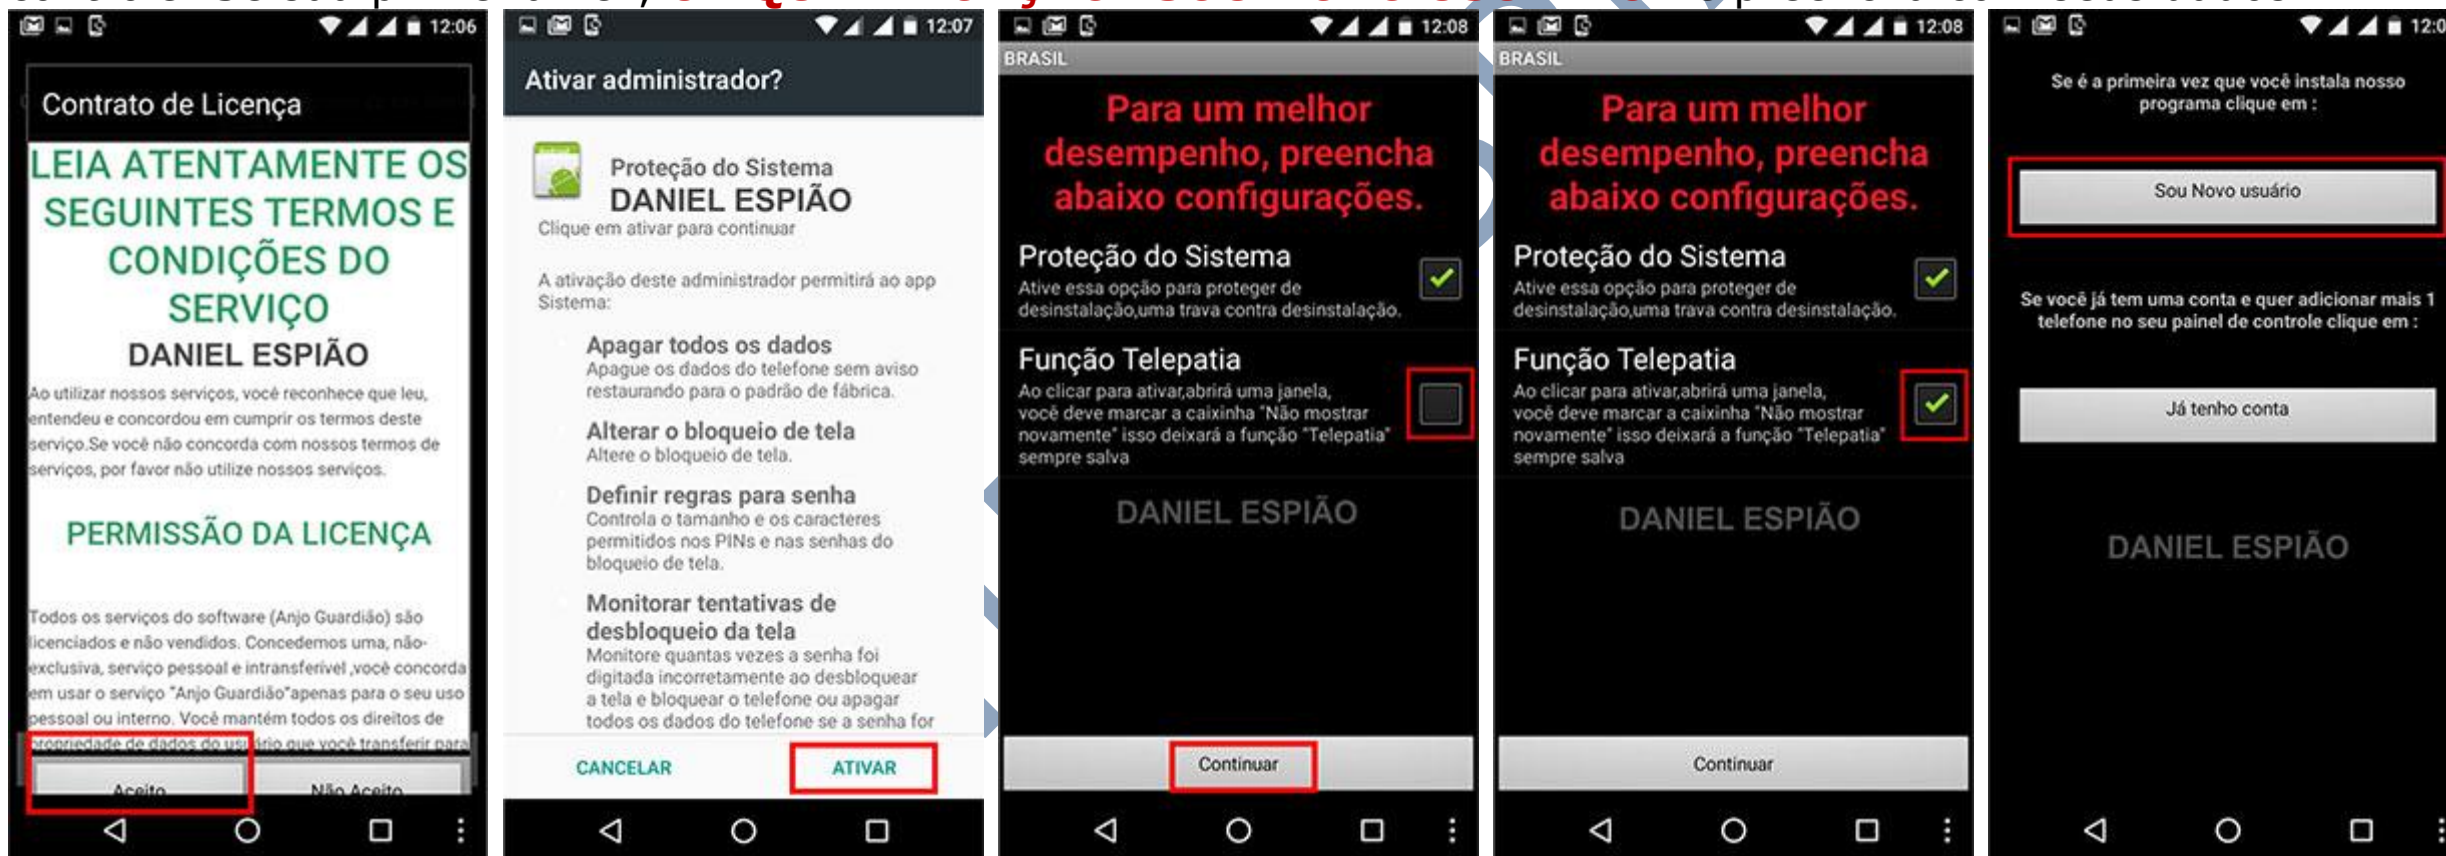 12:06
Contrato de Licença
LEIA ATENTAMENTE OS
SEGUINTES TERMOS E
CONDIÇÕES DO
SERVIÇO
DANIEL ESPIÃO
Ao utilizar nossos serviços, você reconhece que leu,
entendeu e concordou em cumprir os termos deste
serviço.Se você não concorda com nossos termos de
serviços, por favor não utilize nossos serviços.
PERMISSÃO DA LICENÇA
Todos os serviços do software (Anjo Guardião) são
licenciados e não vendidos. Concedemos uma, não-
exclusiva, serviço pessoal e intransferível ,você concorda
em usar o serviço "Anjo Guardião"apenas para o seu uso
pessoal ou interno. Você mantém todos os direitos de
propriedade de dados do usuário que você transferir para
Aceito
Não Aceito
12:07
Ativar administrador?
Proteção do Sistema
DANIEL ESPIÃO
Clique em ativar para continuar
A ativação deste administrador permitirá ao app
Sistema:
Apagar todos os dados
Apague os dados do telefone sem aviso
restaurando para o padrão de fábrica.
Alterar o bloqueio de tela
Altere o bloqueio de tela.
Definir regras para senha
Controla o tamanho e os caracteres
permitidos nos PINs e nas senhas do
bloqueio de tela.
Monitorar tentativas de
desbloqueio da tela
Monitore quantas vezes a senha foi
digitada incorretamente ao desbloquear
a tela e bloquear o telefone ou apagar
todos os dados do telefone se a senha for
CANCELAR
ATIVAR
12:08
BRASIL
Para um melhor
desempenho, preencha
abaixo configurações.
Proteção do Sistema
Ative essa opção para proteger de
desinstalação,uma trava contra desinstalação.
Função Telepatia
Ao clicar para ativar,abrirá uma janela,
você deve marcar a caixinha "Não mostrar
novamente" isso deixará a função "Telepatia"
sempre salva
DANIEL ESPIÃO
Continuar
12:08
BRASIL
Para um melhor
desempenho, preencha
abaixo configurações.
Proteção do Sistema
Ative essa opção para proteger de
desinstalação,uma trava contra desinstalação.
Função Telepatia
Ao clicar para ativar,abrirá uma janela,
você deve marcar a caixinha "Não mostrar
novamente" isso deixará a função "Telepatia"
sempre salva
DANIEL ESPIÃO
Continuar
Se é a primeira vez que você instala nosso
programa clique em :
Sou Novo usuário
Se você já tem uma conta e quer adicionar mais 1
telefone no seu painel de controle clique em :
Já tenho conta
DANIEL ESPIÃO